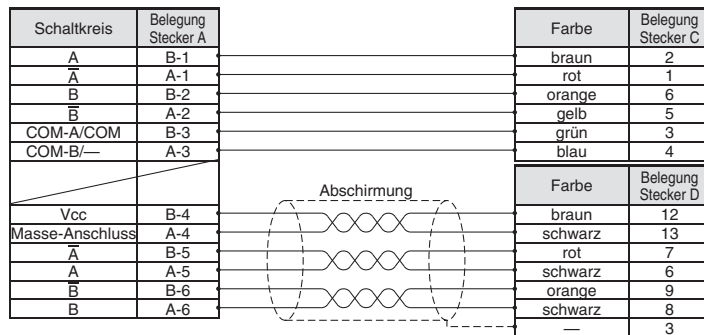 Schaltkreis Belegung Stecker A
A B-1
A̅ A-1
B B-2
B̅ A-2
COM-A/COM B-3
COM-B/— A-3
Vcc B-4
Masse-Anschluss A-4
A̅ B-5
A A-5
B̅ B-6
B A-6
Abschirmung
Farbe Belegung Stecker C
braun 2
rot 1
orange 6
gelb 5
grün 3
blau 4
Farbe Belegung Stecker D
braun 12
schwarz 13
rot 7
schwarz 6
orange 9
schwarz 8
— 3